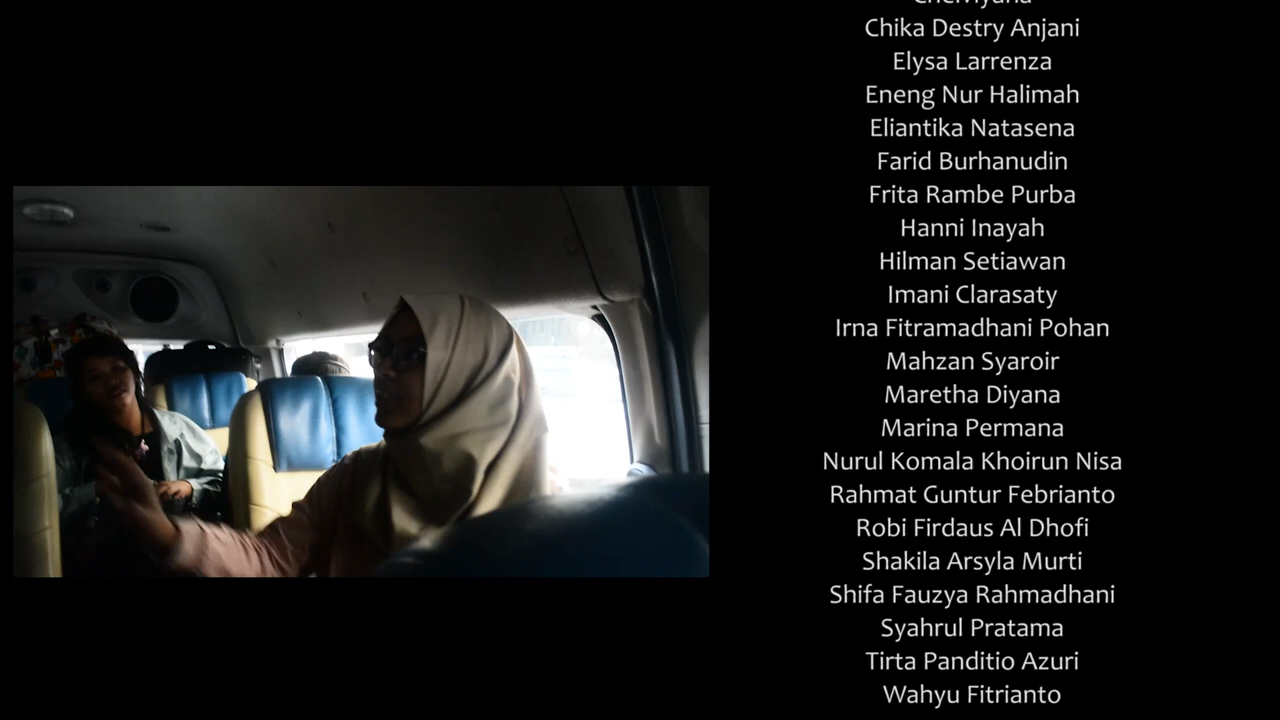 Chika Destry Anjani
Elysa Larrenza
Eneng Nur Halimah
Eliantika Natasena
Farid Burhanudin
Frita Rambe Purba
Hanni Inayah
Hilman Setiawan
Imani Clarasaty
Irna Fitramadhani Pohan
Mahzan Syaroir
Maretha Diyana
Marina Permana
Nurul Komala Khoirun Nisa
Rahmat Guntur Febrianto
Robi Firdaus Al Dhofi
Shakila Arsyla Murti
Shifa Fauzya Rahmadhani
Syahrul Pratama
Tirta Panditio Azuri
Wahyu Fitrianto